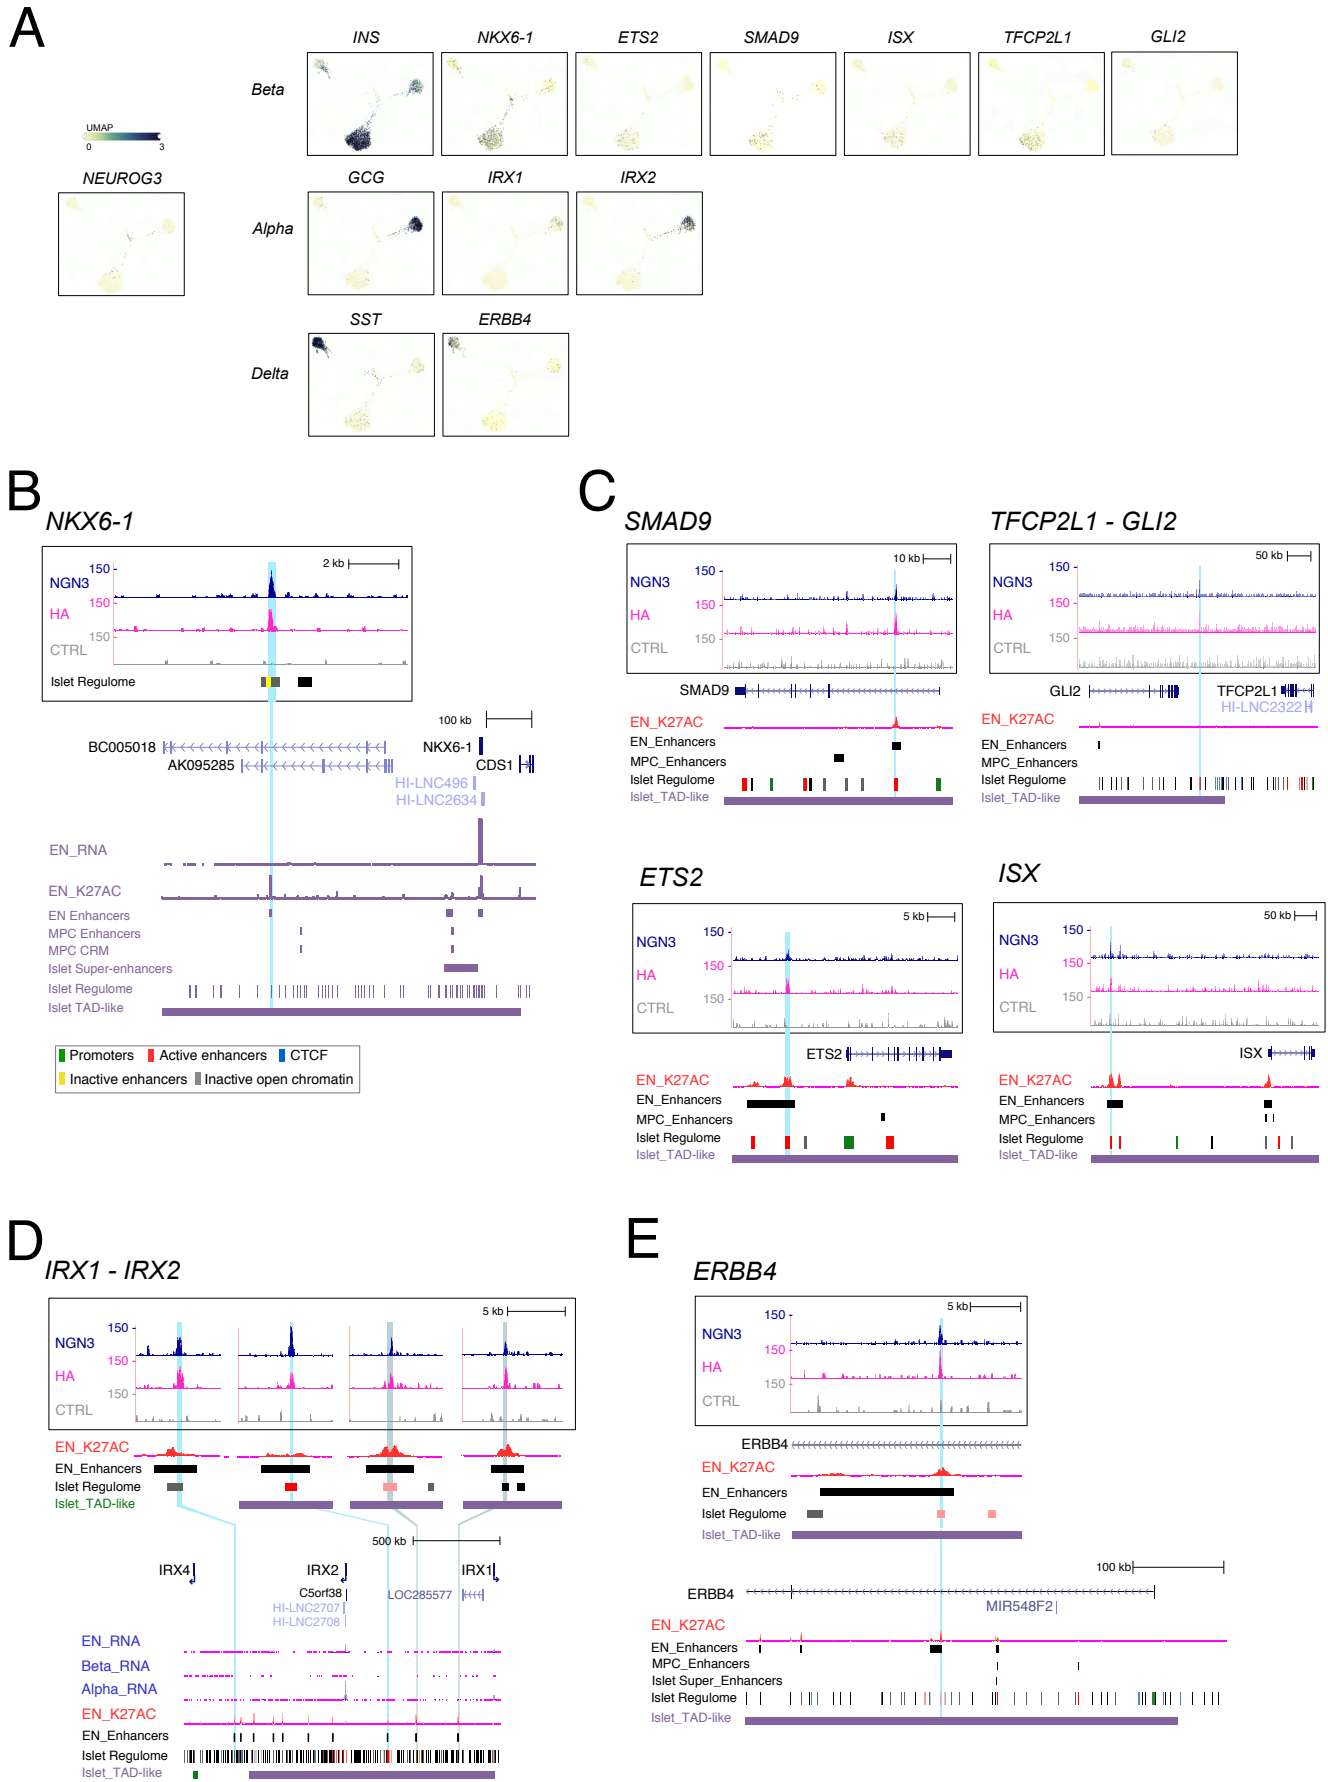 A
INS NKX6-1 ETS2 SMAD9 ISX TFCP2L1 GLI2
Beta
UMAP
0 3
NEUROG3 GCG IRX1 IRX2
Alpha
SST ERBB4
Delta
B
NKX6-1
2 kb
NGN3 150
HA 150
CTRL 150
Islet Regulome
100 kb
BC005018 NKX6-1
AK095285 CDS1
HI-LNC496
HI-LNC2634
EN_RNA
EN_K27AC
EN Enhancers
MPC Enhancers
MPC CRM
Islet Super-enhancers
Islet Regulome
Islet TAD-like
Promoters Active enhancers CTCF
Inactive enhancers Inactive open chromatin
C
SMAD9
10 kb
NGN3 150
HA 150
CTRL 150
SMAD9
EN_K27AC
EN_Enhancers
MPC_Enhancers
Islet Regulome
Islet_TAD-like
TFCP2L1 - GLI2
50 kb
NGN3 150
HA 150
CTRL 150
GLI2 TFCP2L1
HI-LNC2322
EN_K27AC
EN_Enhancers
MPC_Enhancers
Islet Regulome
Islet_TAD-like
ETS2
5 kb
NGN3 150
HA 150
CTRL 150
ETS2
EN_K27AC
EN_Enhancers
MPC_Enhancers
Islet Regulome
Islet_TAD-like
ISX
50 kb
NGN3 150
HA 150
CTRL 150
ISX
EN_K27AC
EN_Enhancers
MPC_Enhancers
Islet Regulome
Islet_TAD-like
D
IRX1 - IRX2
5 kb
NGN3 150
HA 150
CTRL 150
EN_K27AC
EN_Enhancers
Islet Regulome
Islet_TAD-like
500 kb
IRX4 IRX2 IRX1
C5orf38 LOC285577
HI-LNC2707
HI-LNC2708
EN_RNA
Beta_RNA
Alpha_RNA
EN_K27AC
EN_Enhancers
Islet Regulome
Islet_TAD-like
E
ERBB4
5 kb
NGN3 150
HA 150
CTRL 150
ERBB4
EN_K27AC
EN_Enhancers
Islet Regulome
Islet_TAD-like
100 kb
ERBB4
MIR548F2
EN_K27AC
EN_Enhancers
MPC_Enhancers
Islet Super_Enhancers
Islet Regulome
Islet_TAD-like